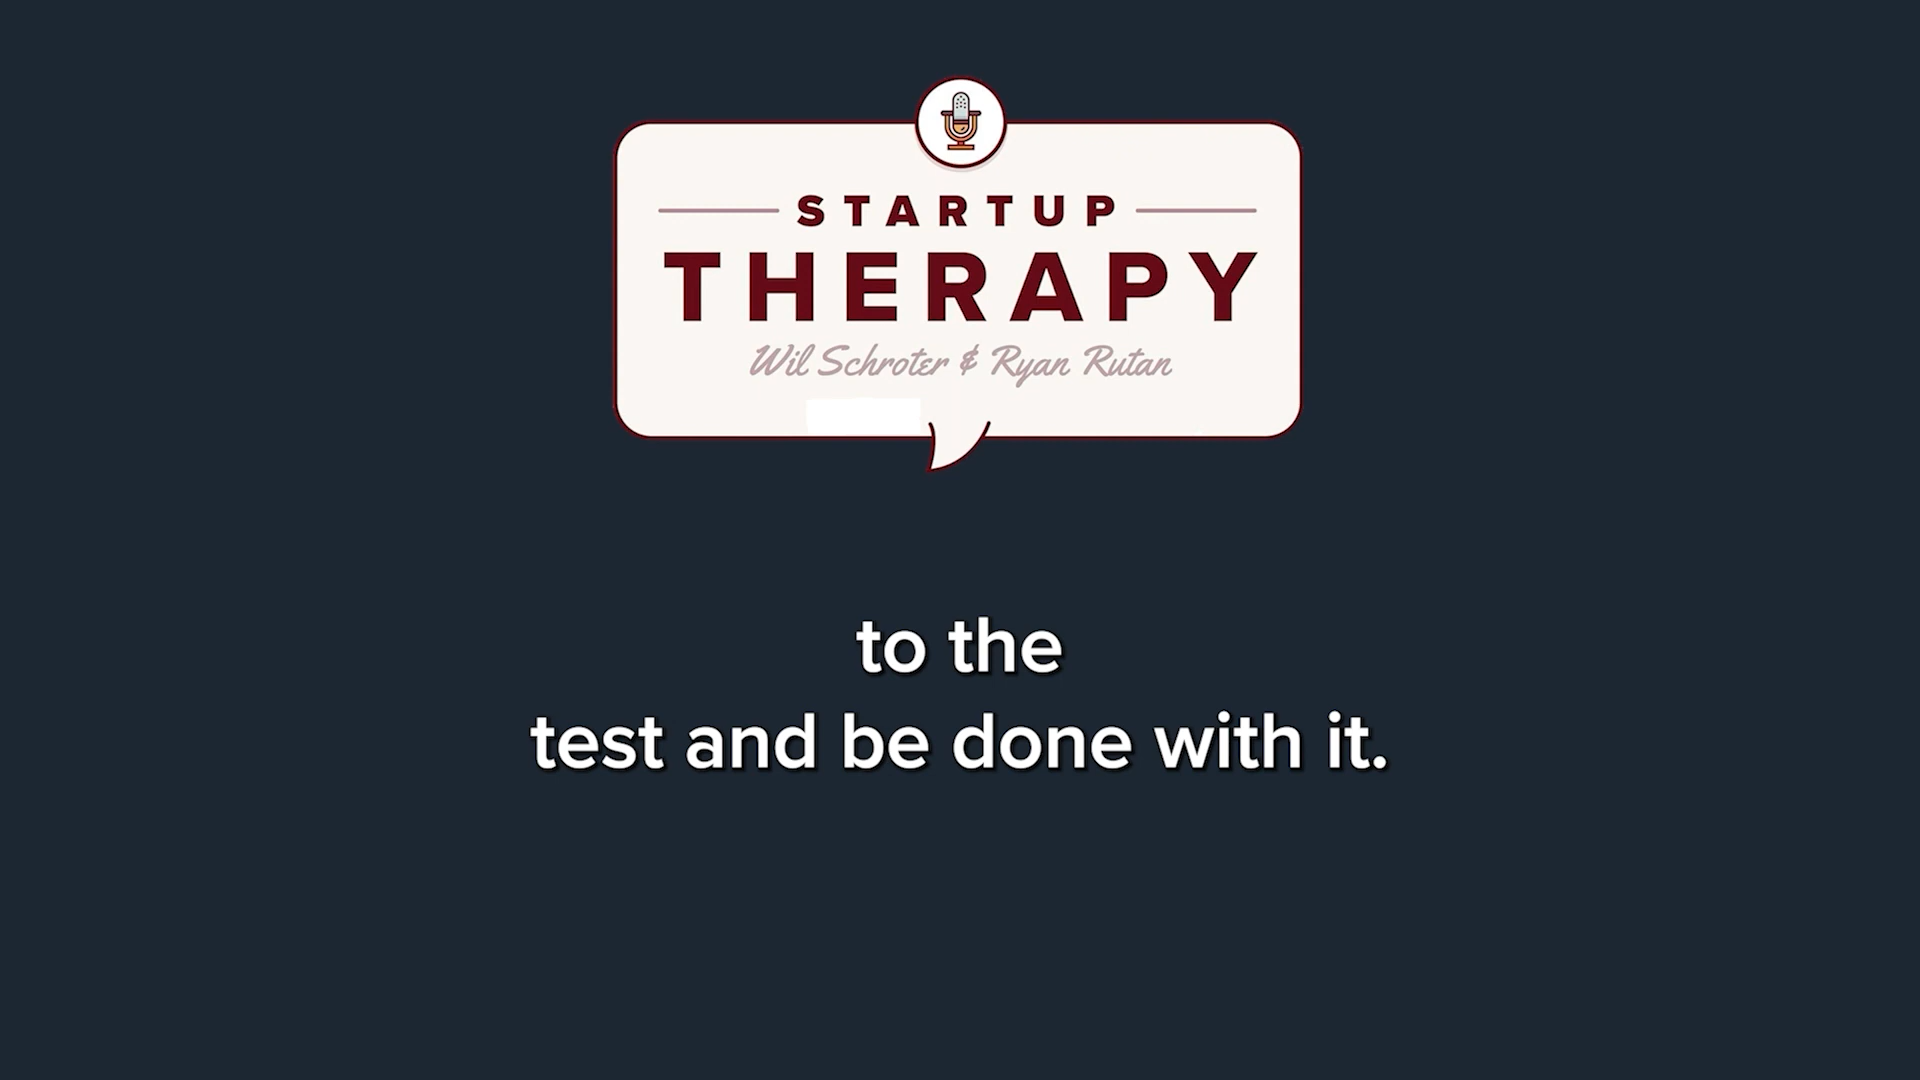 STARTUP
THERAPY
Wil Schroter & Ryan Rutan
to the
test and be done with it.